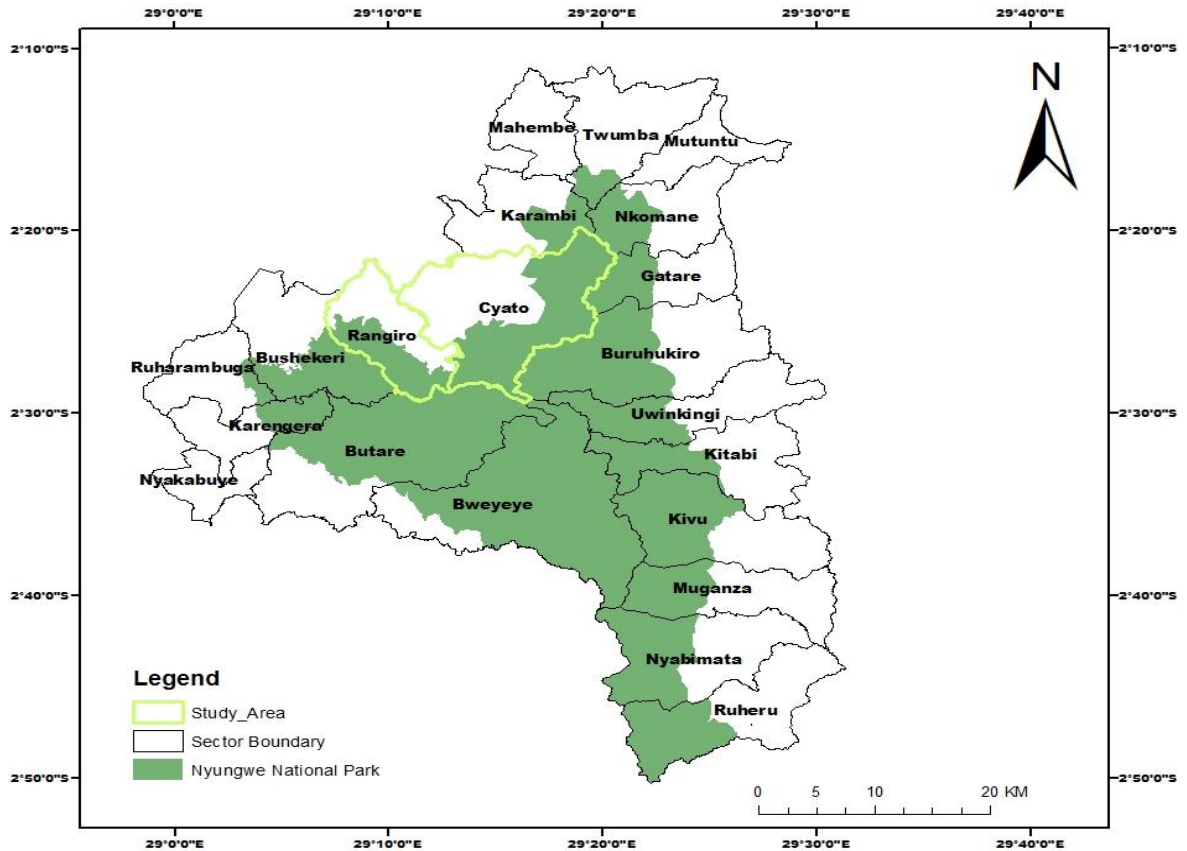 29°0'0"E 29°10'0"E 29°20'0"E 29°30'0"E 29°40'0"E
2°10'0"S 2°10'0"S
N
Mahembe Twumba Mutuntu
Karambi Nkomane
2°20'0"S 2°20'0"S
Gatare
Cyato
Rangiro
Bushekeri Buruhukiro
Ruharambuga
2°30'0"S Uwinkingi 2°30'0"S
Karengera
Butare Kitabi
Nyakabuye
Bweyeye Kivu
Muganza
2°40'0"S 2°40'0"S
Nyabimata
Legend
Ruheru
Study_Area
Sector Boundary
Nyungwe National Park
2°50'0"S 2°50'0"S
0 5 10 20 KM
29°0'0"E 29°10'0"E 29°20'0"E 29°30'0"E 29°40'0"E